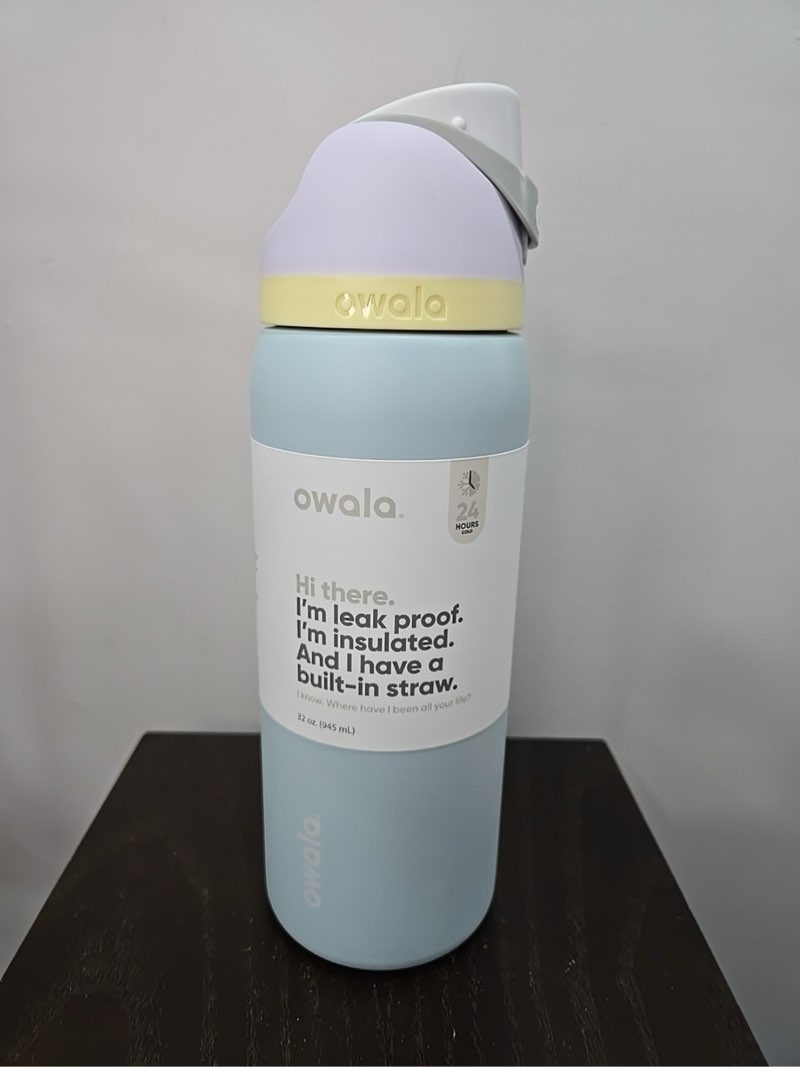 owala
owala.
24
HOURS
COLD
Hi there.
I'm leak proof.
I'm insulated.
And I have a
built-in straw.
I know. Where have I been all your life?
32 oz. (945 mL)
owala.